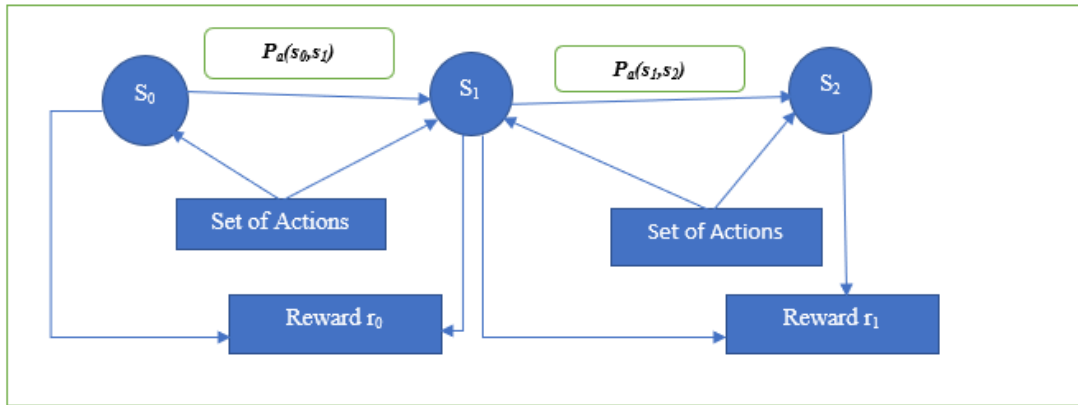 Pₐ(s₀,s₁)
Pₐ(s₁,s₂)
S₀
S₁
S₂
Set of Actions
Set of Actions
Reward r₀
Reward r₁